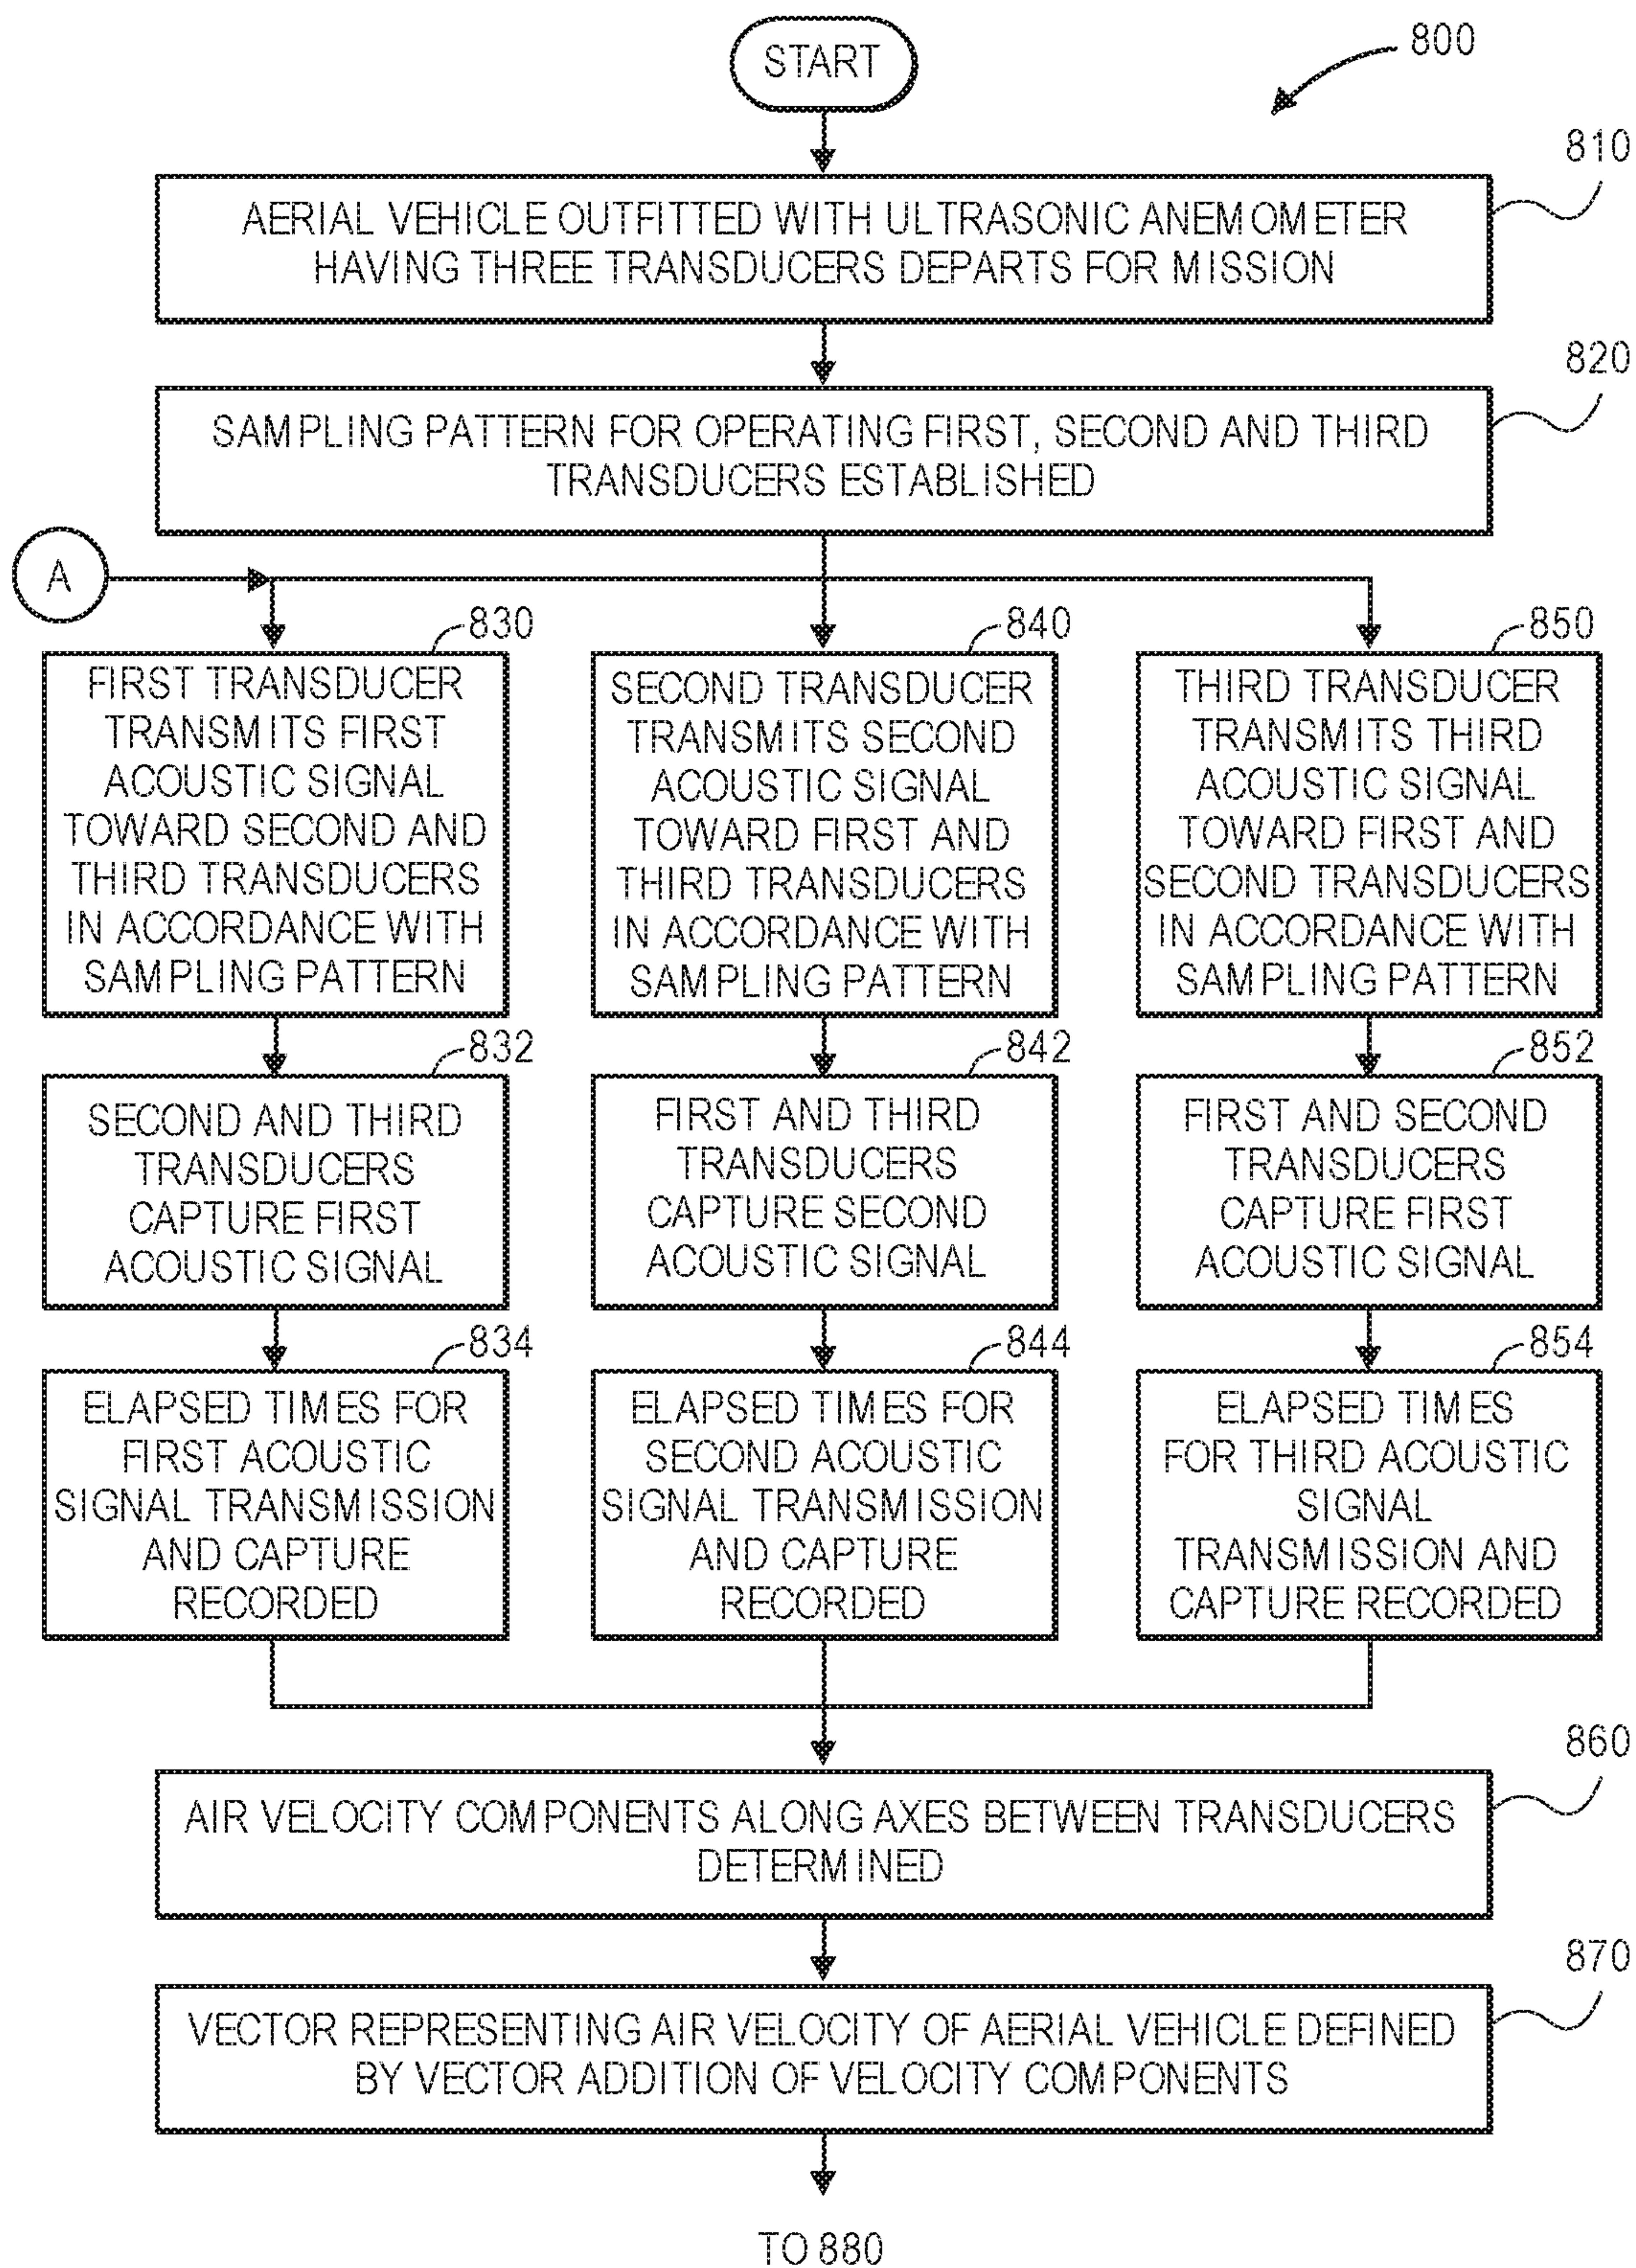 START
800
810
AERIAL VEHICLE OUTFITTED WITH ULTRASONIC ANEMOMETER
HAVING THREE TRANSDUCERS DEPARTS FOR MISSION
820
SAMPLING PATTERN FOR OPERATING FIRST, SECOND AND THIRD
TRANSDUCERS ESTABLISHED
A
830
FIRST TRANSDUCER
TRANSMITS FIRST
ACOUSTIC SIGNAL
TOWARD SECOND AND
THIRD TRANSDUCERS
IN ACCORDANCE WITH
SAMPLING PATTERN
840
SECOND TRANSDUCER
TRANSMITS SECOND
ACOUSTIC SIGNAL
TOWARD FIRST AND
THIRD TRANSDUCERS
IN ACCORDANCE WITH
SAMPLING PATTERN
850
THIRD TRANSDUCER
TRANSMITS THIRD
ACOUSTIC SIGNAL
TOWARD FIRST AND
SECOND TRANSDUCERS
IN ACCORDANCE WITH
SAMPLING PATTERN
832
SECOND AND THIRD
TRANSDUCERS
CAPTURE FIRST
ACOUSTIC SIGNAL
842
FIRST AND THIRD
TRANSDUCERS
CAPTURE SECOND
ACOUSTIC SIGNAL
852
FIRST AND SECOND
TRANSDUCERS
CAPTURE FIRST
ACOUSTIC SIGNAL
834
ELAPSED TIMES FOR
FIRST ACOUSTIC
SIGNAL TRANSMISSION
AND CAPTURE
RECORDED
844
ELAPSED TIMES FOR
SECOND ACOUSTIC
SIGNAL TRANSMISSION
AND CAPTURE
RECORDED
854
ELAPSED TIMES
FOR THIRD ACOUSTIC
SIGNAL
TRANSMISSION AND
CAPTURE RECORDED
860
AIR VELOCITY COMPONENTS ALONG AXES BETWEEN TRANSDUCERS
DETERMINED
870
VECTOR REPRESENTING AIR VELOCITY OF AERIAL VEHICLE DEFINED
BY VECTOR ADDITION OF VELOCITY COMPONENTS
TO 880